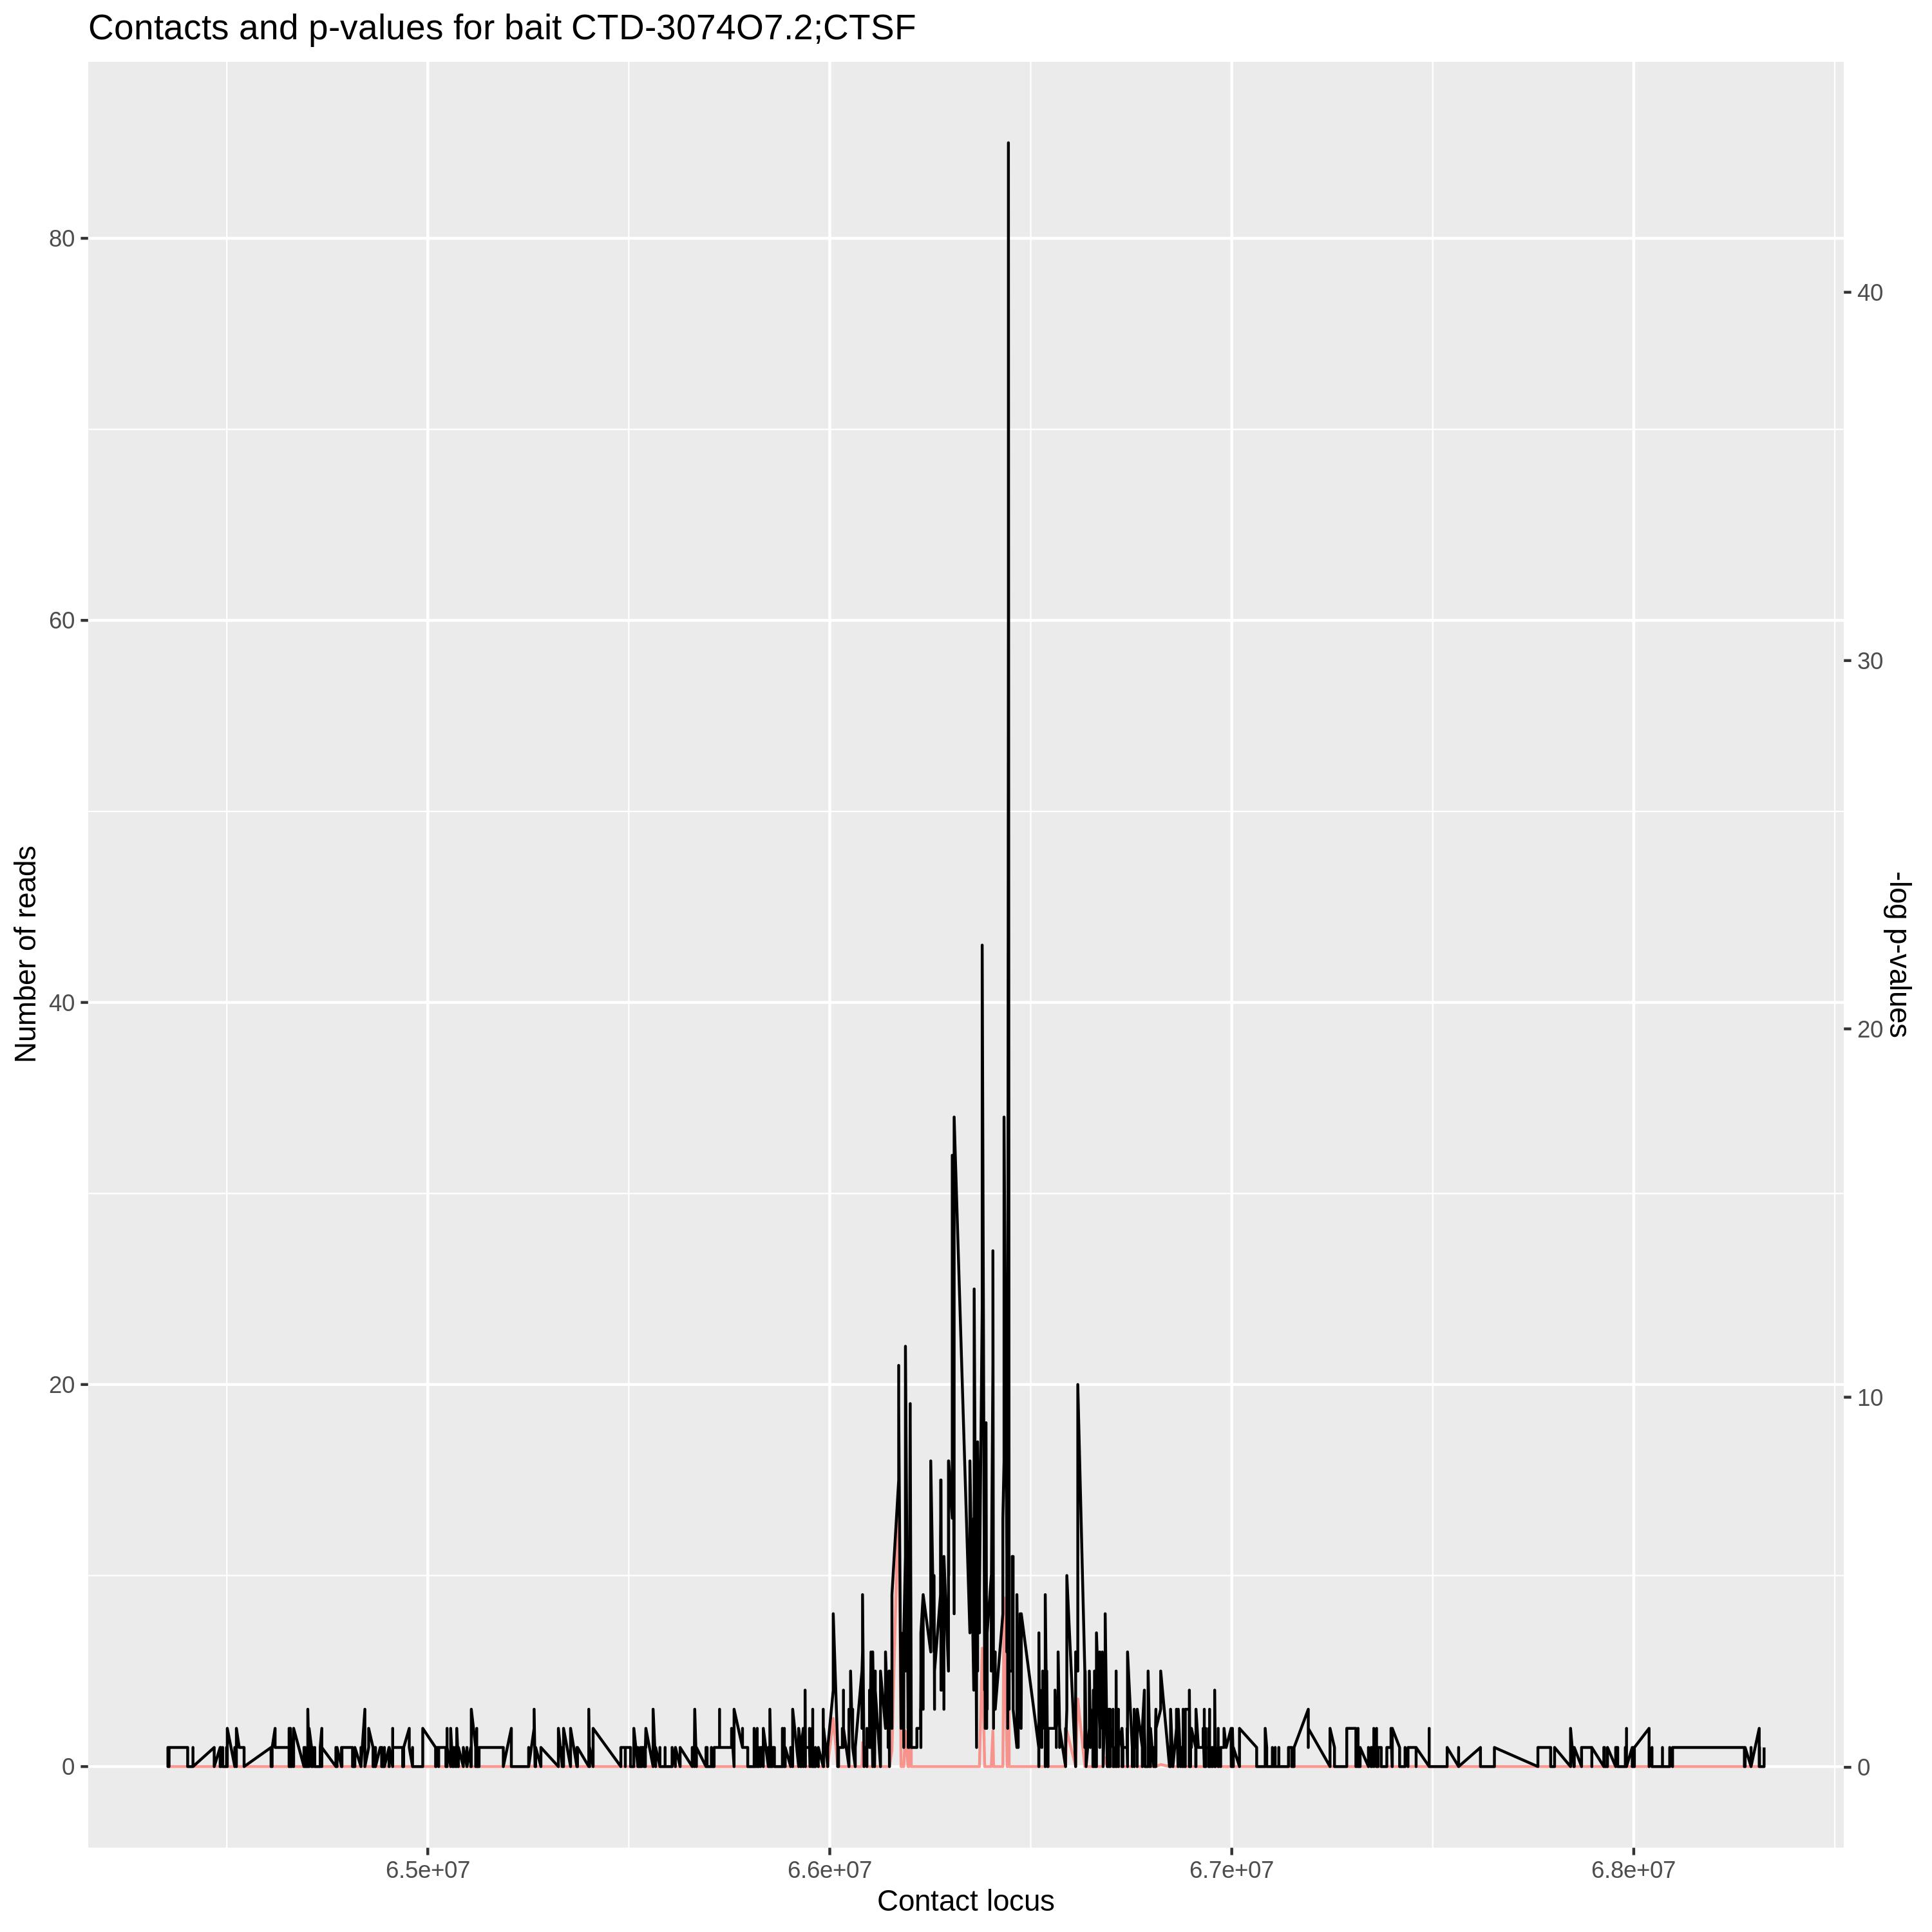 Contacts and p-values for bait CTD-3074O7.2;CTSF
80
60
40
20
0
Number of reads
40
30
20
10
0
-log p-values
6.5e+07
6.6e+07
6.7e+07
6.8e+07
Contact locus